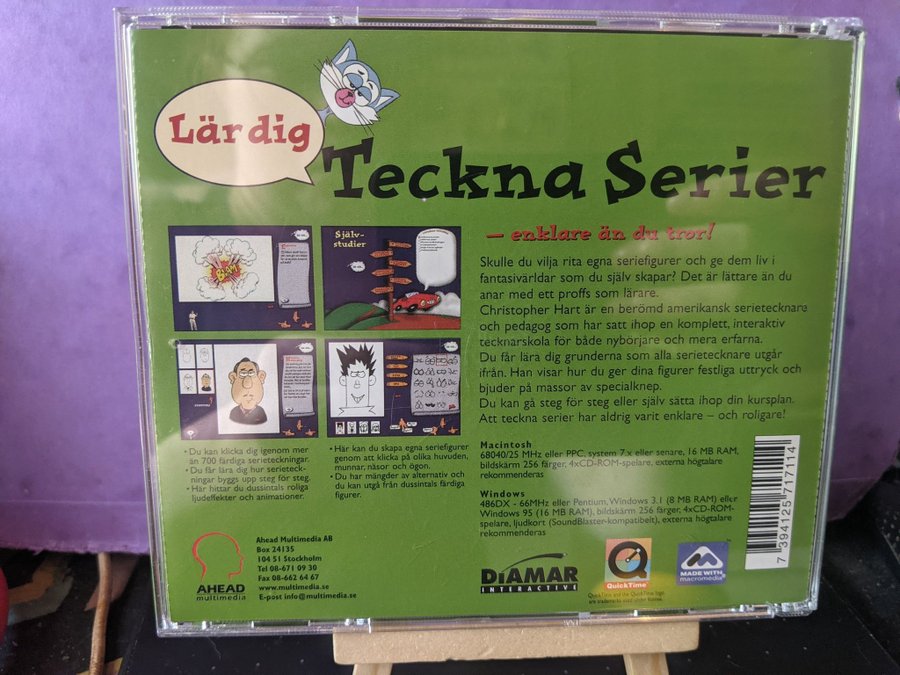 Lär dig
Teckna Serier
– enklare än du tror!
Själv-
studier
Skulle du vilja rita egna seriefigurer och ge dem liv i
fantasivärldar som du själv skapar? Det är lättare än du
anar med ett proffs som lärare.
Christopher Hart är en berömd amerikansk serietecknare
och pedagog som har satt ihop en komplett, interaktiv
tecknarskola för både nybörjare och mera erfarna.
Du får lära dig grunderna som alla serietecknare utgår
ifrån. Han visar hur du ger dina figurer festliga uttryck och
bjuder på massor av specialknep.
Du kan gå steg för steg eller själv sätta ihop din kursplan.
Att teckna serier har aldrig varit enklare – och roligare!
• Du kan klicka dig igenom mer
än 700 färdiga serieteckningar.
• Du får lära dig hur serieteck-
ningar byggs upp steg för steg.
• Här hittar du dussintals roliga
ljudeffekter och animationer.
• Här kan du skapa egna seriefigurer
genom att klicka på olika huvuden,
munnar, näsor och ögon.
• Du har mängder av alternativ och
du kan utgå från dussintals färdiga
figurer.
Macintosh
68040/25 MHz eller PPC, system 7.x eller senare, 16 MB RAM,
bildskärm 256 färger, 4xCD-ROM-spelare, externa högtalare
rekommenderas
Windows
486DX - 66MHz eller Pentium, Windows 3.1 (8 MB RAM) eller
Windows 95 (16 MB RAM), bildskärm 256 färger, 4xCD-ROM-
spelare, ljudkort (SoundBlaster-kompatibelt), externa högtalare
rekommenderas
7 394125 717114
AHEAD
multimedia
Ahead Multimedia AB
Box 24135
104 51 Stockholm
Tel 08-671 09 30
Fax 08-662 64 67
www.multimedia.se
E-post info@multimedia.se
DiAMAR
INTERACTIVE
QuickTime™
QuickTime and the QuickTime logo
are trademarks used under license.
MADE WITH
macromedia